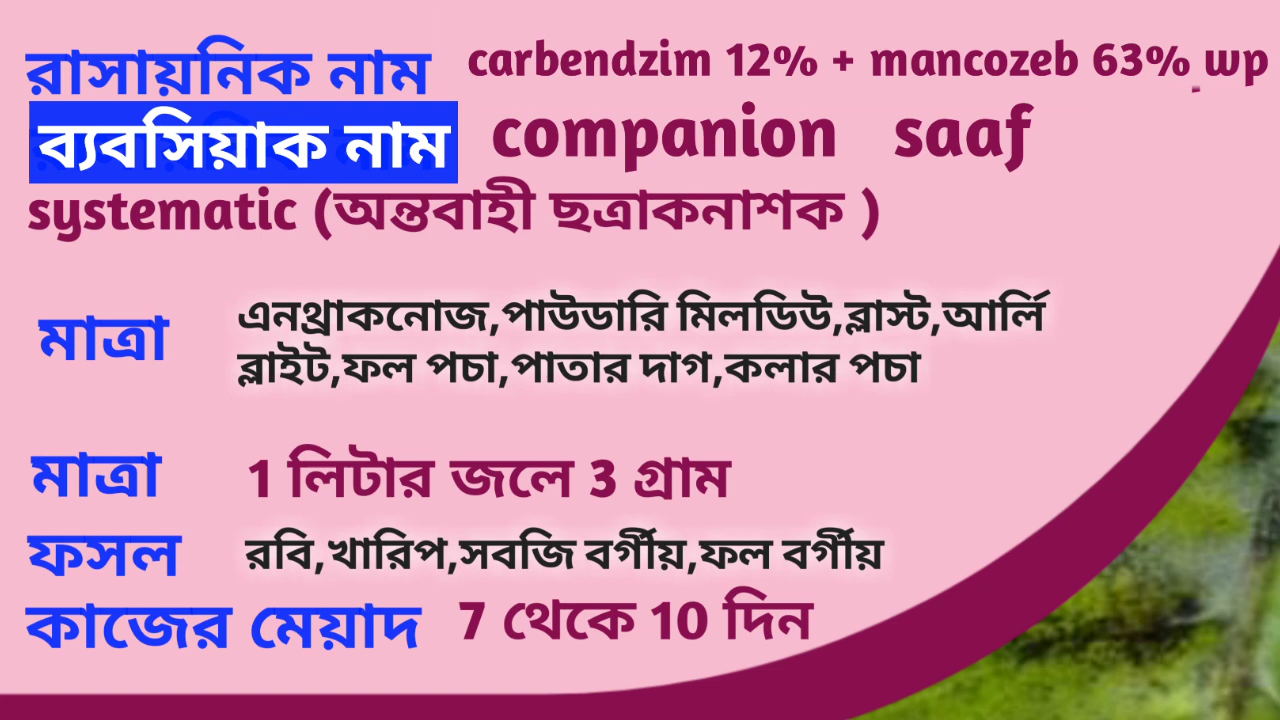 রাসায়নিক নাম carbendzim 12% + mancozeb 63% wp
ব্যবসিয়াক নাম companion saaf
systematic (অন্তবাহী ছত্রাকনাশক )
মাত্রা এনথ্রাকনোজ,পাউডারি মিলডিউ,ব্লাস্ট,আর্লি
ব্লাইট,ফল পচা,পাতার দাগ,কলার পচা
মাত্রা 1 লিটার জলে 3 গ্রাম
ফসল রবি,খারিপ,সবজি বর্গীয়,ফল বর্গীয়
কাজের মেয়াদ 7 থেকে 10 দিন